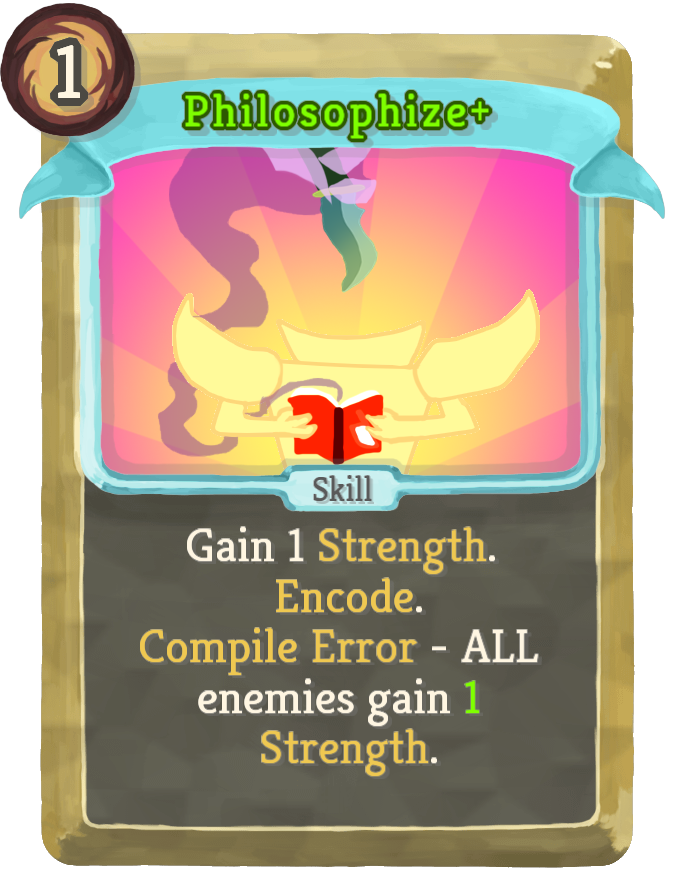 1
Philosophize+
Skill
Gain 1 Strength.
Encode.
Compile Error - ALL
enemies gain 1
Strength.